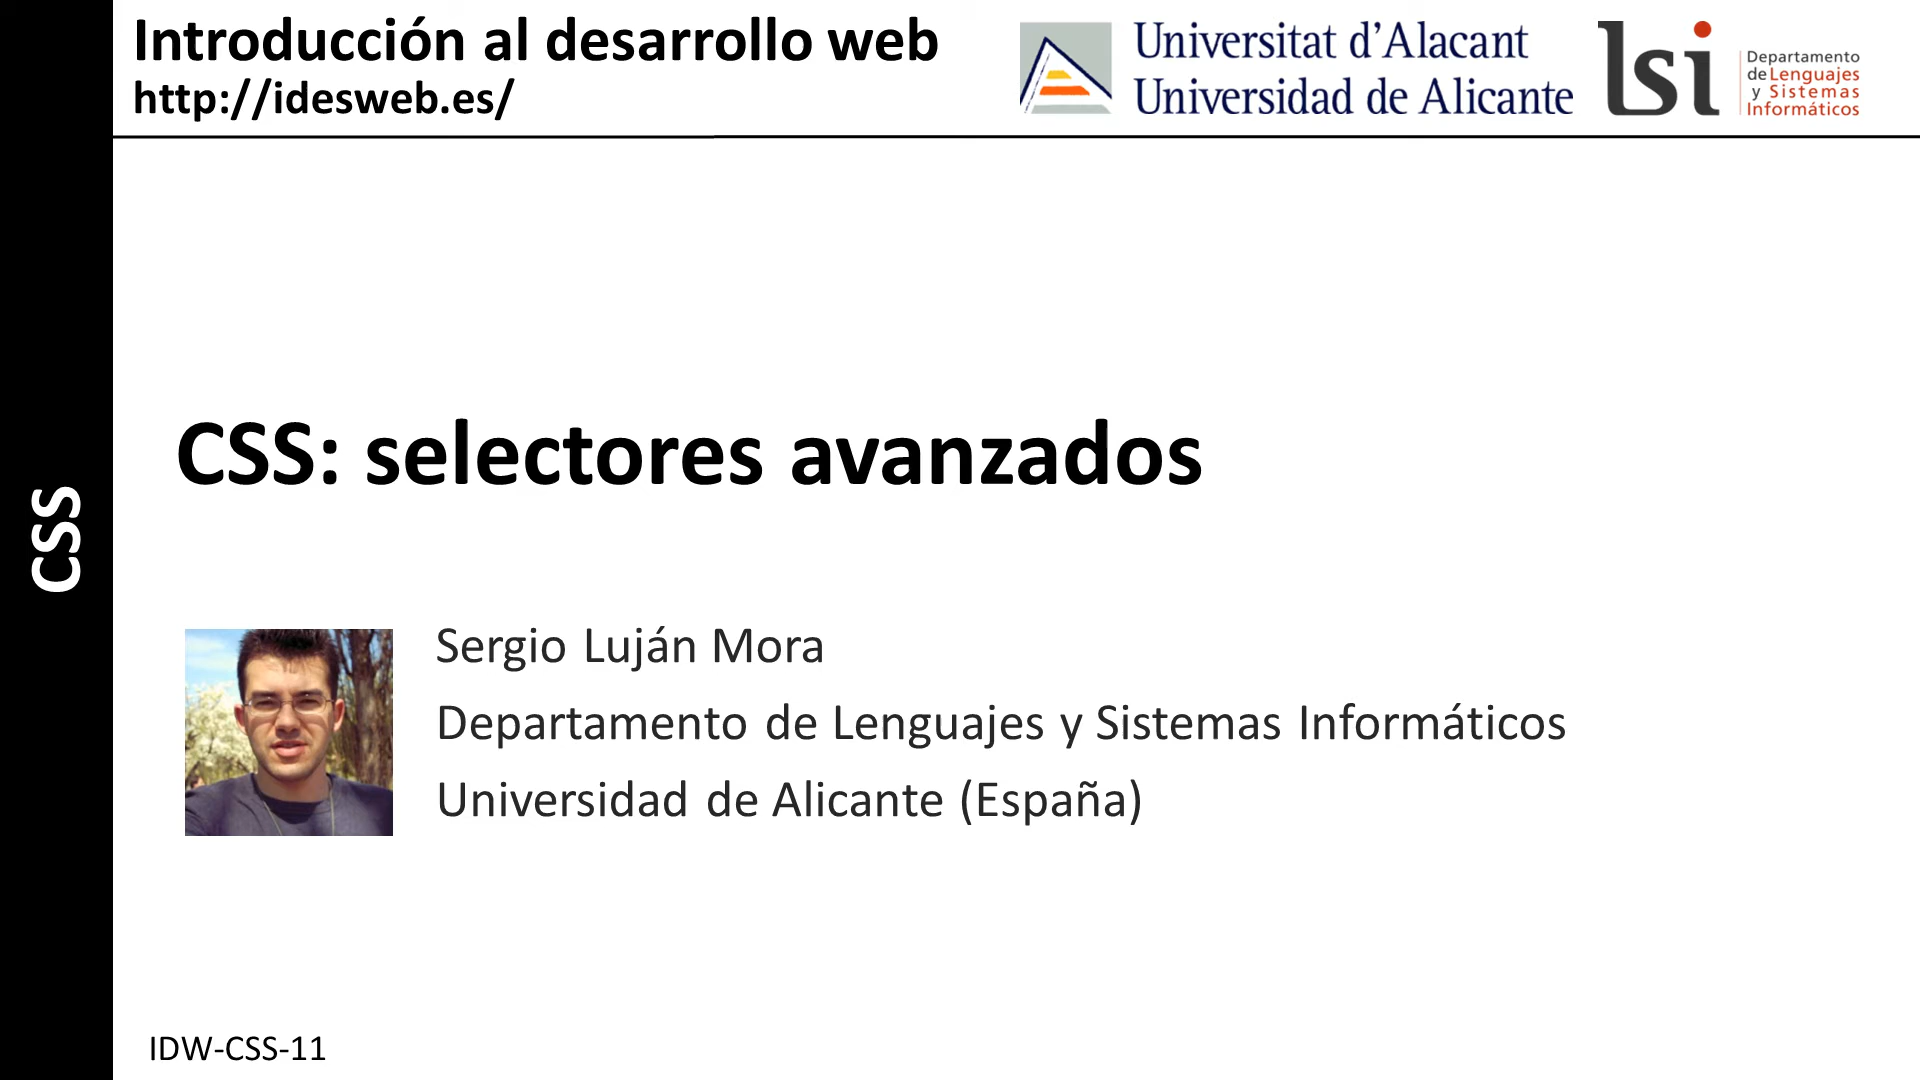 Introducción al desarrollo web
http://idesweb.es/
Universitat d’Alacant
Universidad de Alicante
lsi
Departamento
de Lenguajes
y Sistemas
Informáticos
CSS
CSS: selectores avanzados
Sergio Luján Mora
Departamento de Lenguajes y Sistemas Informáticos
Universidad de Alicante (España)
IDW-CSS-11